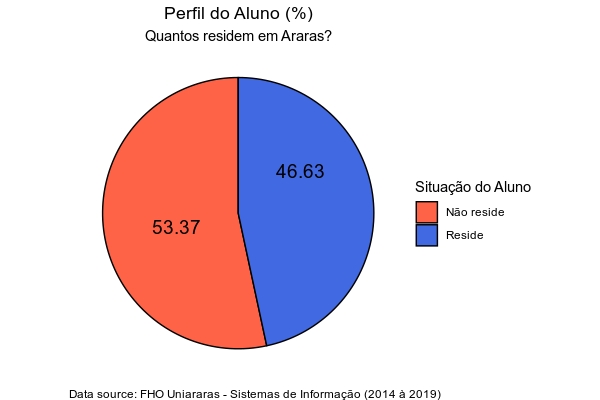 Perfil do Aluno (%)
Quantos residem em Araras?
46.63
53.37
Situação do Aluno
Não reside
Reside
Data source: FHO Uniararas - Sistemas de Informação (2014 à 2019)